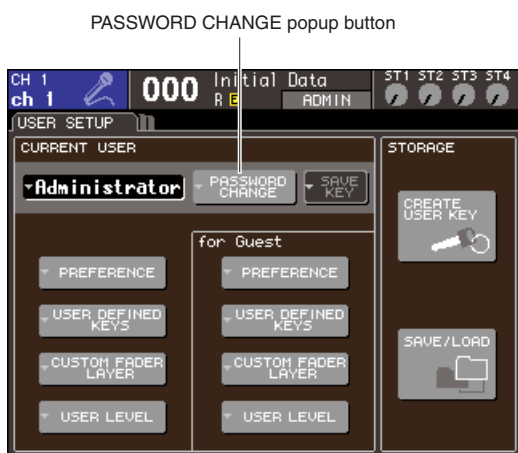 PASSWORD CHANGE popup button
CH 1
ch 1
000
Initial Data
R E
ADMIN
ST1 ST2 ST3 ST4
USER SETUP
CURRENT USER
Administrator
PASSWORD
CHANGE
SAVE
KEY
for Guest
PREFERENCE
PREFERENCE
USER DEFINED
KEYS
USER DEFINED
KEYS
CUSTOM FADER
LAYER
CUSTOM FADER
LAYER
USER LEVEL
USER LEVEL
STORAGE
CREATE
USER KEY
SAVE/LOAD